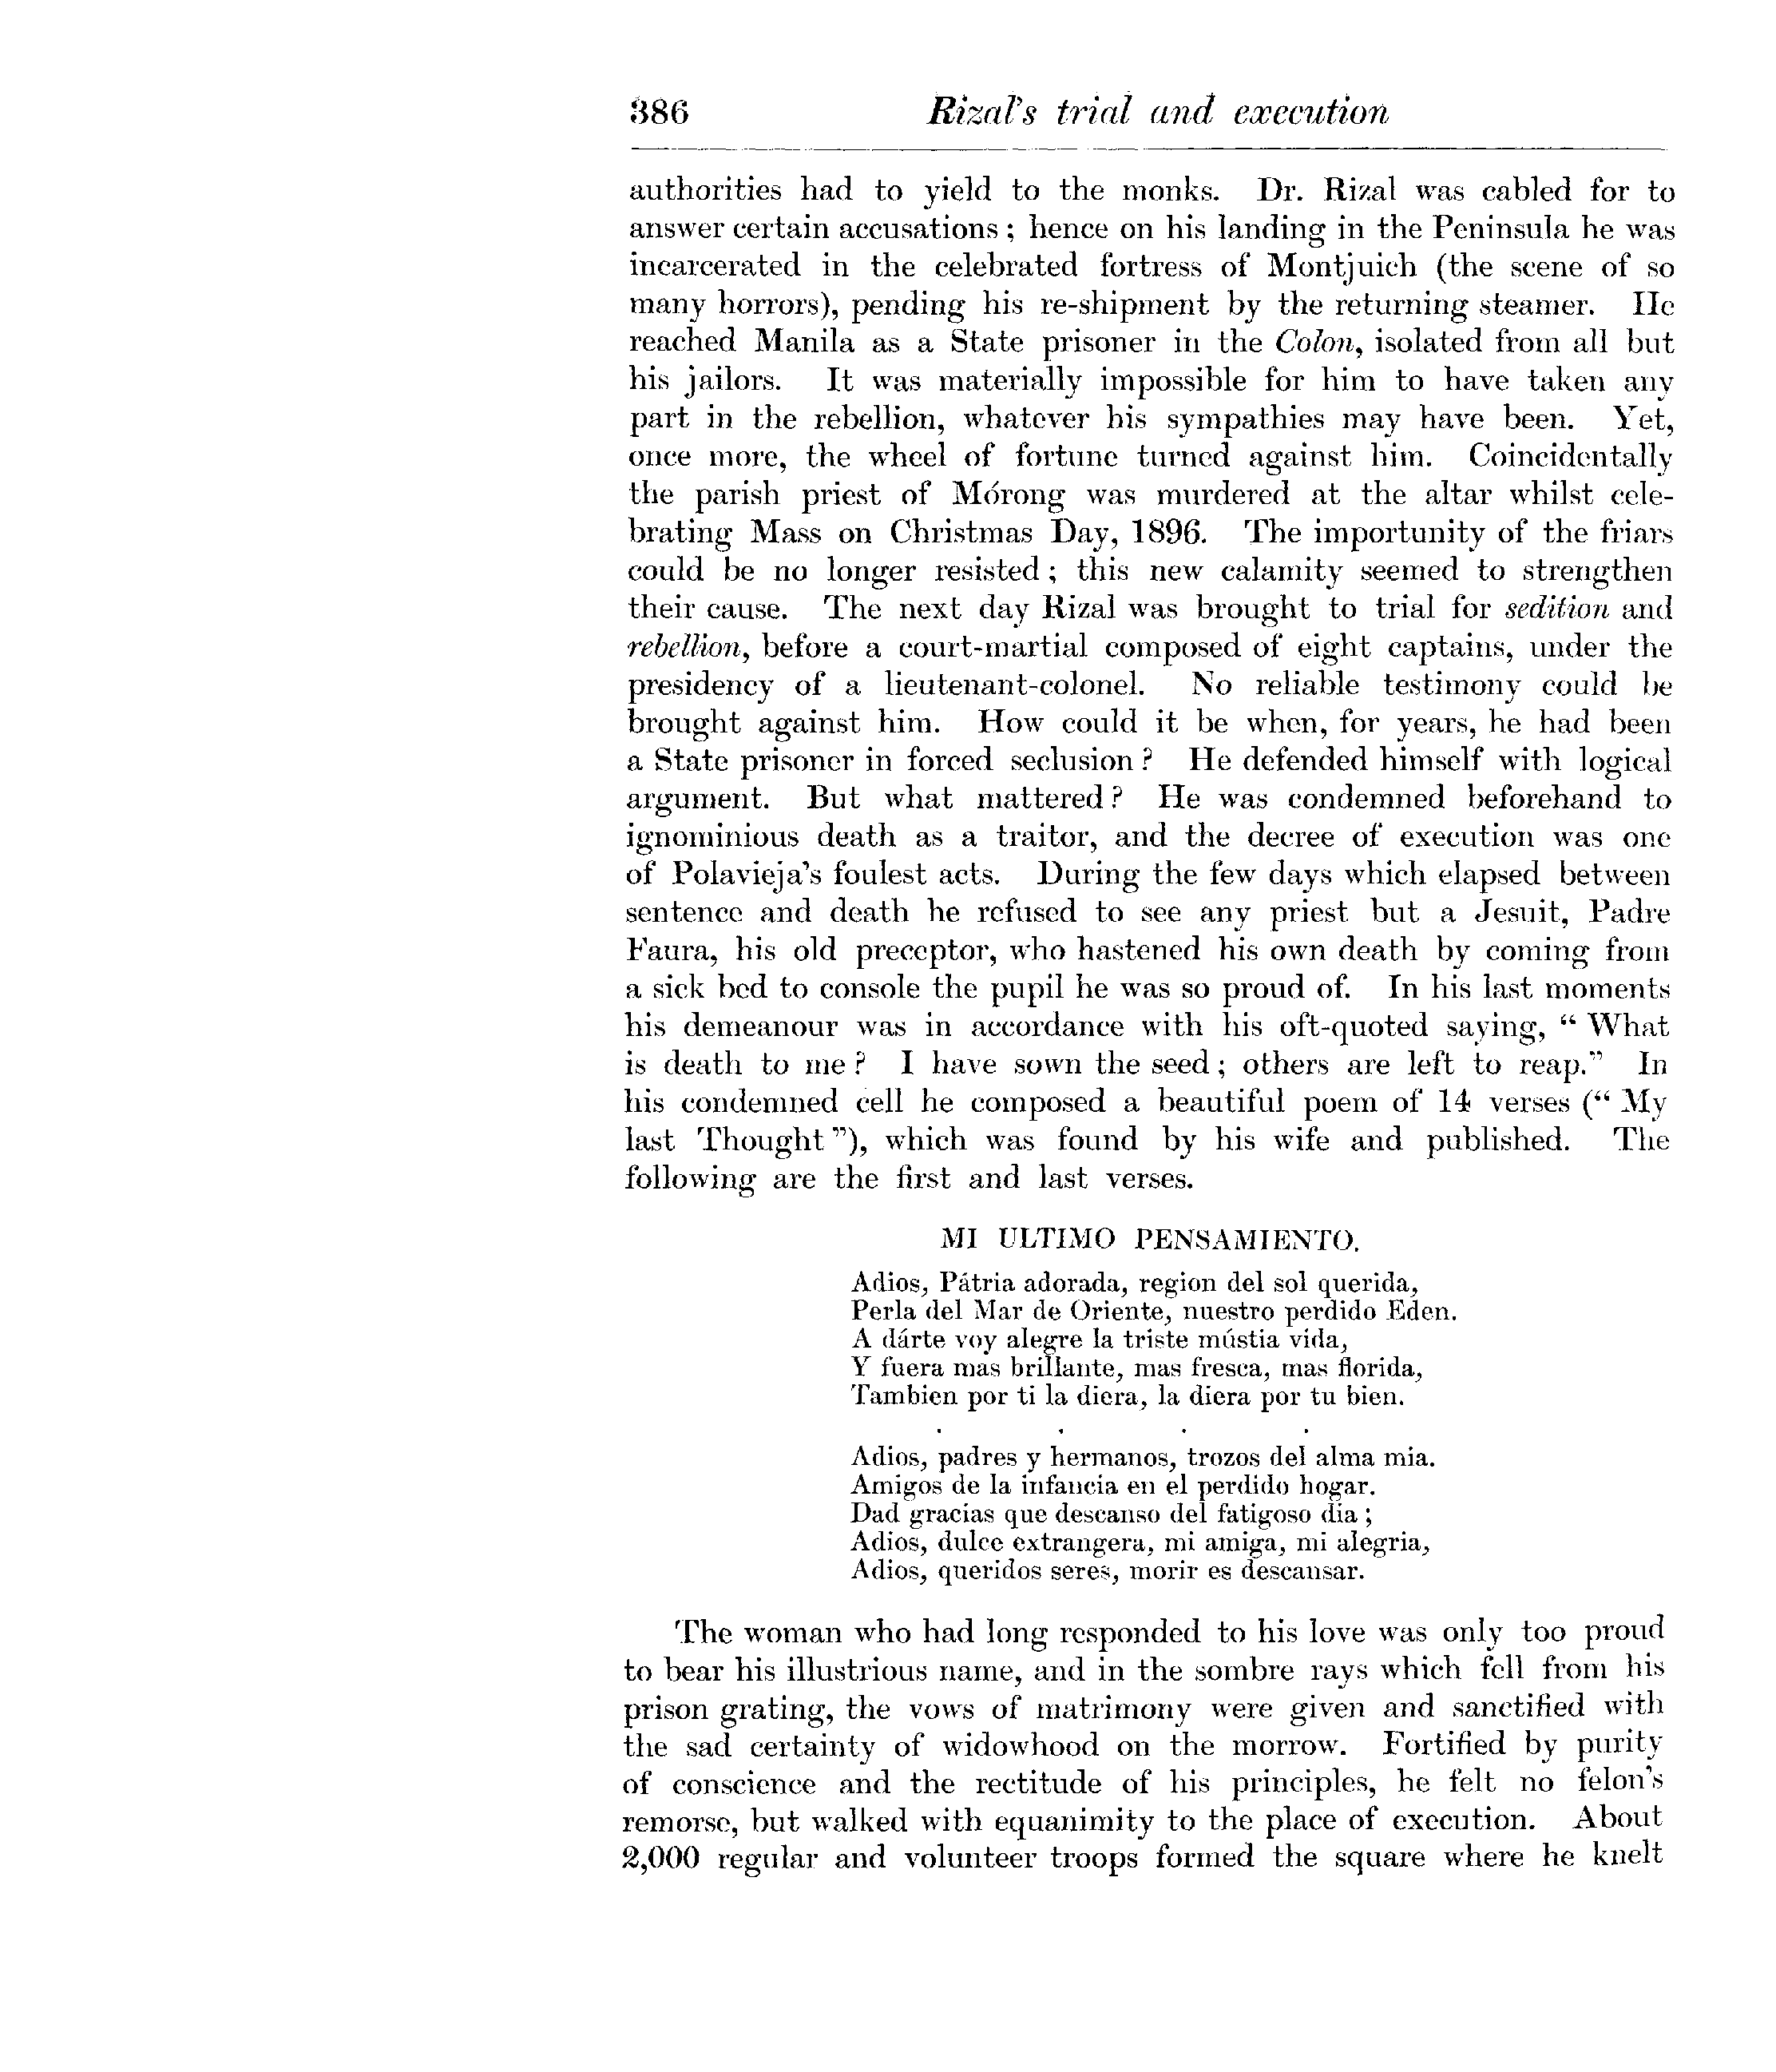 386 Rizal's trial and execution
authorities had to yield to the monks. Dr. Rizal was cabled for to
answer certain accusations ; hence on his landing in the Peninsula he was
incarcerated in the celebrated fortress of Montjuich (the scene of so
many horrors), pending his re-shipment by the returning steamer. He
reached Manila as a State prisoner in the Colon, isolated from all but
his jailors. It was materially impossible for him to have taken any
part in the rebellion, whatever his sympathies may have been. Yet,
once more, the wheel of fortune turned against him. Coincidentally
the parish priest of Mórong was murdered at the altar whilst cele-
brating Mass on Christmas Day, 1896. The importunity of the friars
could be no longer resisted ; this new calamity seemed to strengthen
their cause. The next day Rizal was brought to trial for sedition and
rebellion, before a court-martial composed of eight captains, under the
presidency of a lieutenant-colonel. No reliable testimony could be
brought against him. How could it be when, for years, he had been
a State prisoner in forced seclusion ? He defended himself with logical
argument. But what mattered ? He was condemned beforehand to
ignominious death as a traitor, and the decree of execution was one
of Polavieja's foulest acts. During the few days which elapsed between
sentence and death he refused to see any priest but a Jesuit, Padre
Faura, his old preceptor, who hastened his own death by coming from
a sick bed to console the pupil he was so proud of. In his last moments
his demeanour was in accordance with his oft-quoted saying, “ What
is death to me ? I have sown the seed ; others are left to reap.” In
his condemned cell he composed a beautiful poem of 14 verses (“ My
last Thought ”), which was found by his wife and published. The
following are the first and last verses.
MI ULTIMO PENSAMIENTO.
Adios, Pátria adorada, region del sol querida,
Perla del Mar de Oriente, nuestro perdido Eden.
A dárte voy alegre la triste mústia vida,
Y fuera mas brillante, mas fresca, mas florida,
Tambien por ti la diera, la diera por tu bien.
. . . .
Adios, padres y hermanos, trozos del alma mia.
Amigos de la infancia en el perdido hogar.
Dad gracias que descanso del fatigoso dia ;
Adios, dulce extrangera, mi amiga, mi alegria,
Adios, queridos seres, morir es descansar.
The woman who had long responded to his love was only too proud
to bear his illustrious name, and in the sombre rays which fell from his
prison grating, the vows of matrimony were given and sanctified with
the sad certainty of widowhood on the morrow. Fortified by purity
of conscience and the rectitude of his principles, he felt no felon's
remorse, but walked with equanimity to the place of execution. About
2,000 regular and volunteer troops formed the square where he knelt